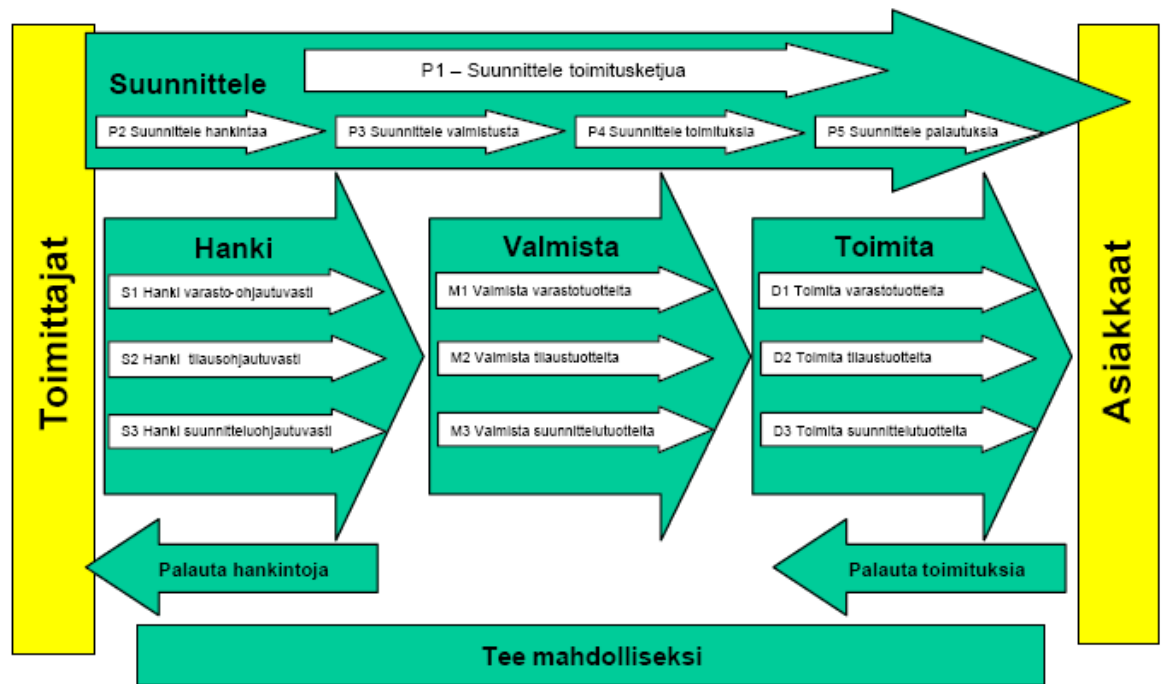 Toimittajat
Suunnittele
P1 – Suunnittele toimitusketjua
P2 Suunnittele hankintaa
P3 Suunnittele valmistusta
P4 Suunnittele toimituksia
P5 Suunnittele palautuksia
Hanki
S1 Hanki varasto-ohjautuvasti
S2 Hanki tilausohjautuvasti
S3 Hanki suunnitteluohjautuvasti
Valmista
M1 Valmista varastotuotteita
M2 Valmista tilaustuotteita
M3 Valmista suunnittelutuotteita
Toimita
D1 Toimita varastotuotteita
D2 Toimita tilaustuotteita
D3 Toimita suunnittelutuotteita
Asiakkaat
Palauta hankintoja
Palauta toimituksia
Tee mahdolliseksi